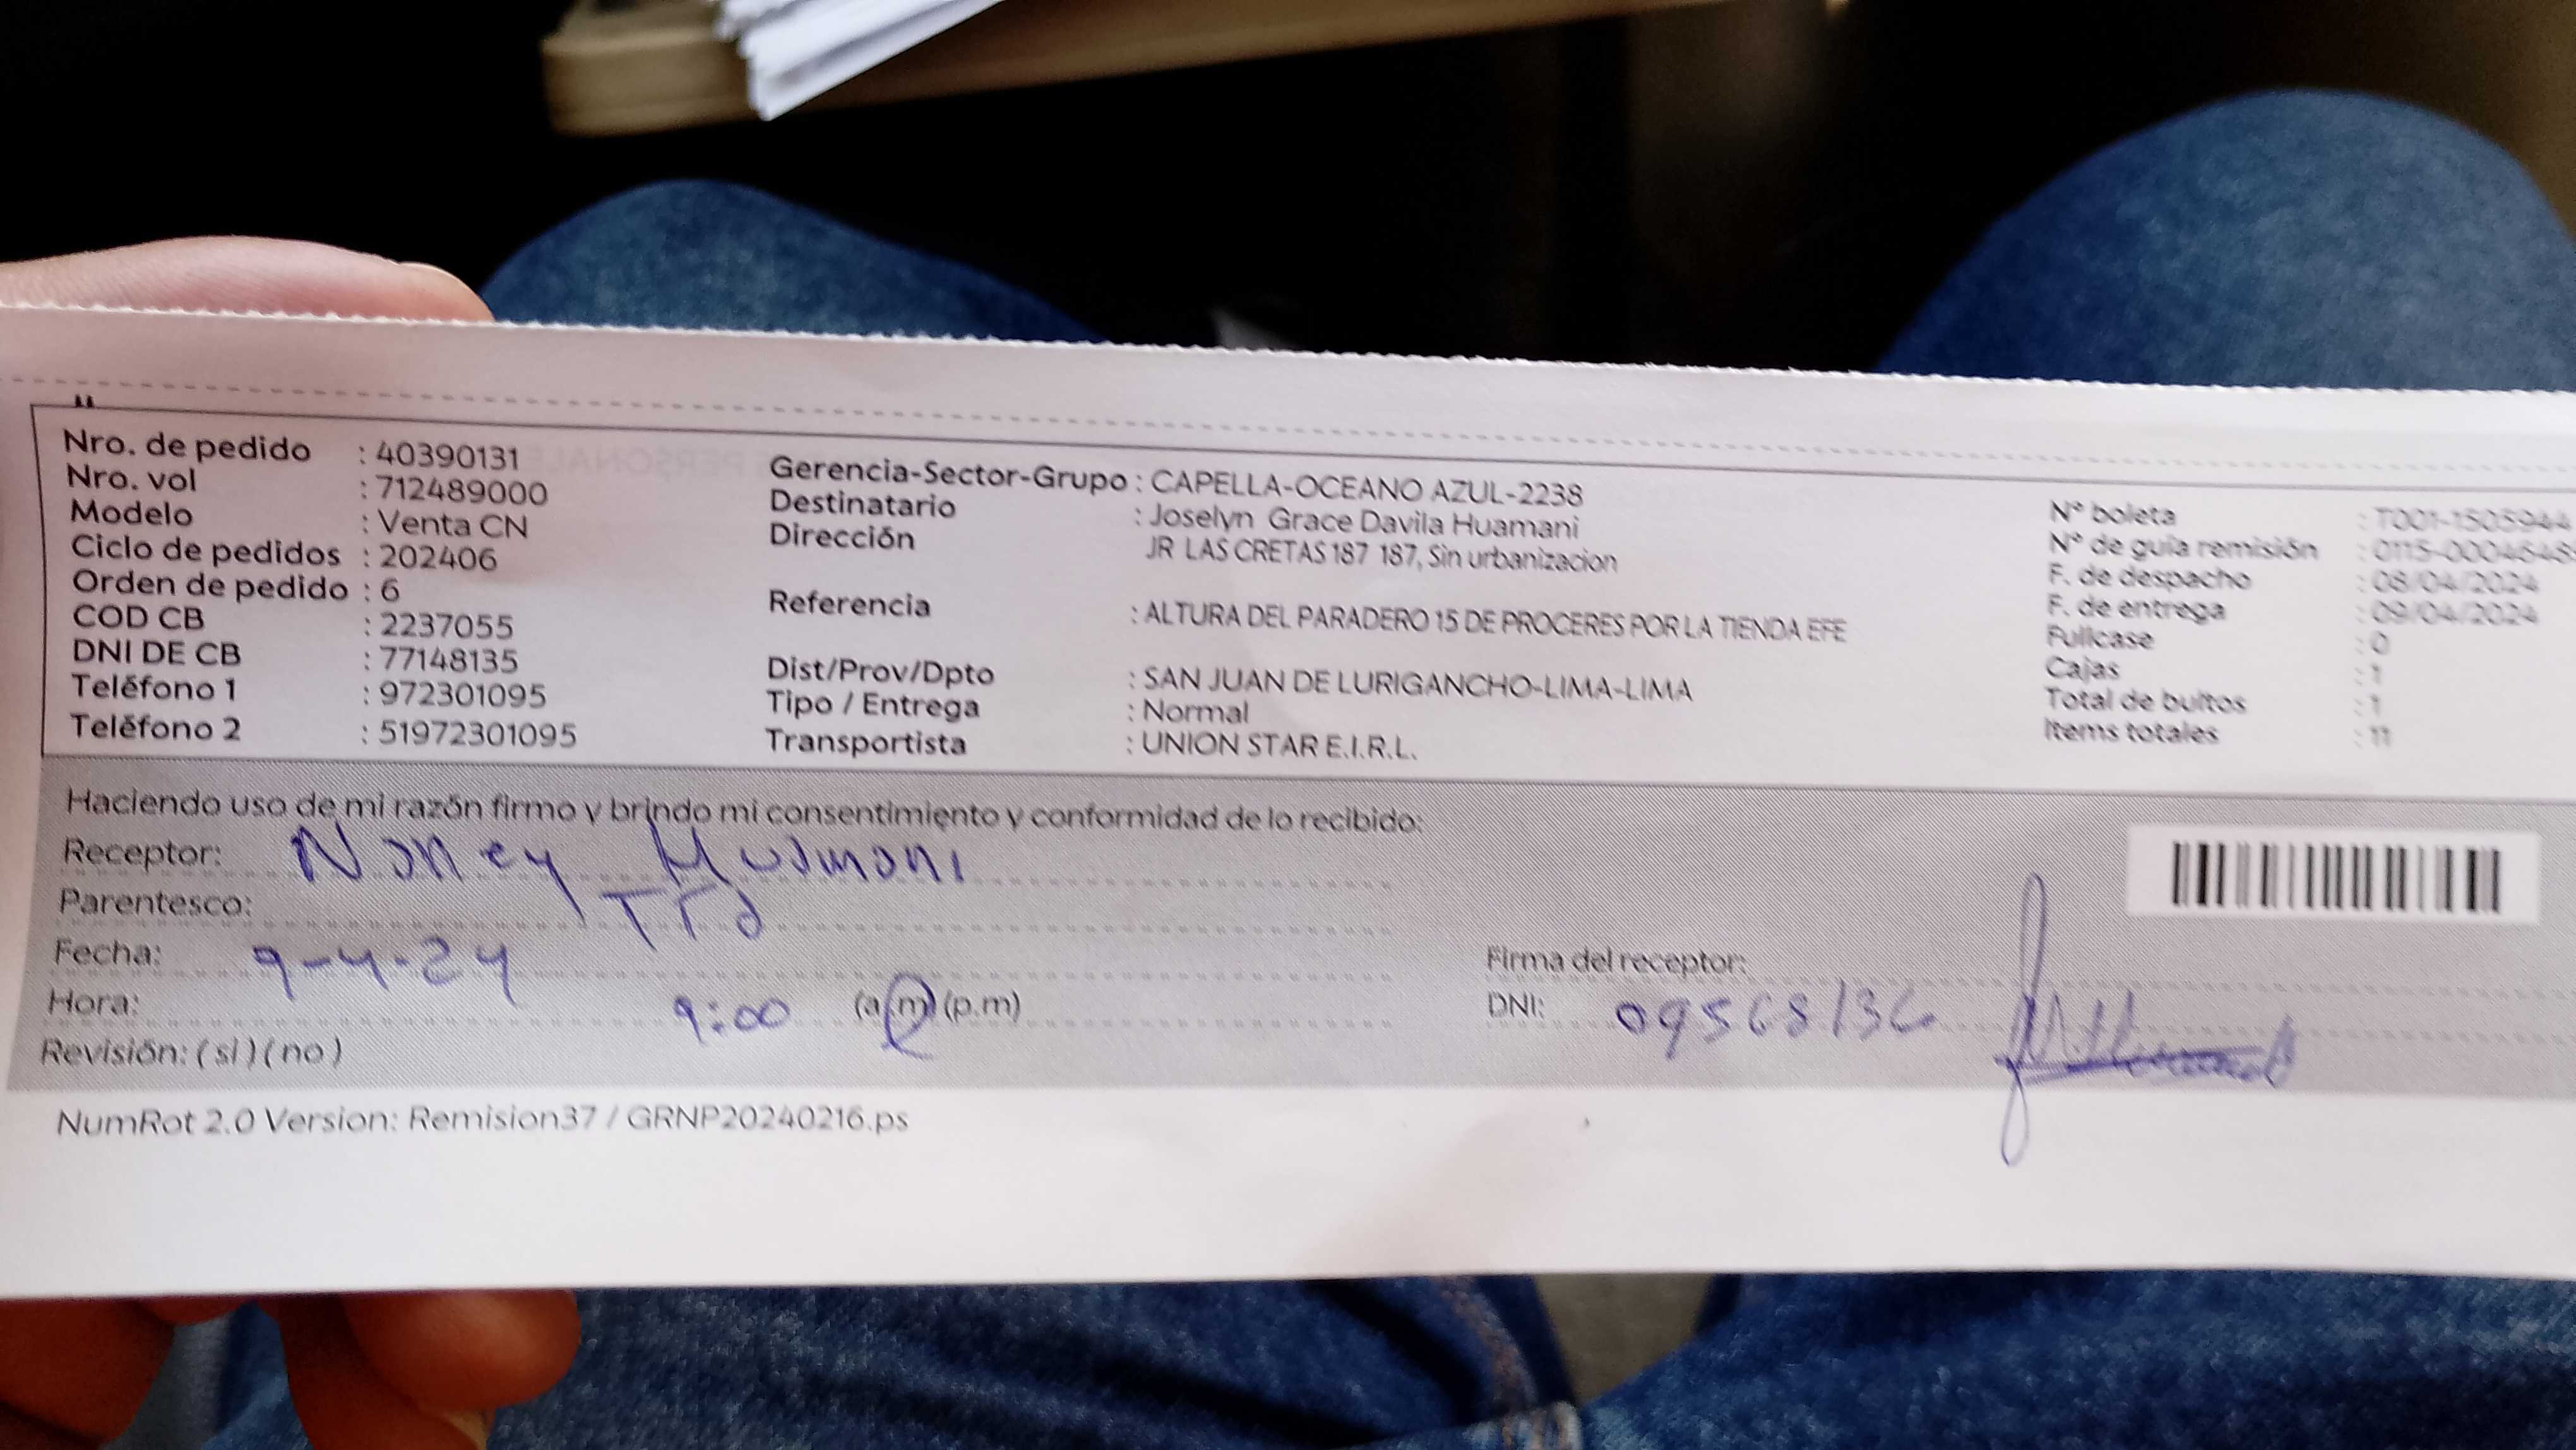 Nro. de pedido : 40390131
Nro. vol : 712489000
Modelo : Venta CN
Ciclo de pedidos : 202406
Orden de pedido : 6
COD CB : 2237055
DNI DE CB : 77148135
Teléfono 1 : 972301095
Teléfono 2 : 51972301095
Gerencia-Sector-Grupo : CAPELLA-OCEANO AZUL-2238
Destinatario : Joselyn Grace Davila Huamani
Dirección JR LAS CRETAS 187 187, Sin urbanizacion
Referencia : ALTURA DEL PARADERO 15 DE PROCERES POR LA TIENDA EFE
Dist/Prov/Dpto : SAN JUAN DE LURIGANCHO-LIMA-LIMA
Tipo / Entrega : Normal
Transportista : UNION STAR E.I.R.L.
N° boleta : T001-1505944
N° de guía remisión : 0115-0004648
F. de despacho : 08/04/2024
F. de entrega : 09/04/2024
Fullcase : 0
Cajas : 1
Total de bultos : 1
Items totales : 11
Haciendo uso de mi razón firmo y brindo mi consentimiento y conformidad de lo recibido:
Receptor: Noney Huamani
Parentesco:
Fecha: 9-4-24
Hora: 9:00 (a.m) (p.m)
Revisión: (si) (no)
Firma del receptor:
DNI: 09568136
NumRot 2.0 Version: Remision37 / GRNP20240216.ps